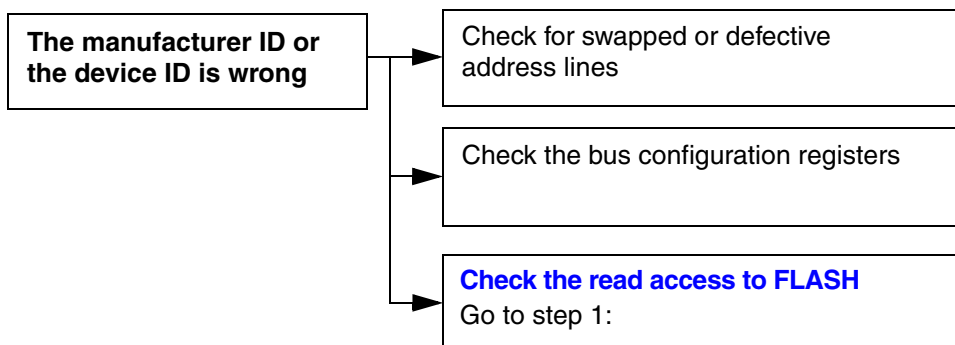 The manufacturer ID or
the device ID is wrong
Check for swapped or defective
address lines
Check the bus configuration registers
Check the read access to FLASH
Go to step 1: